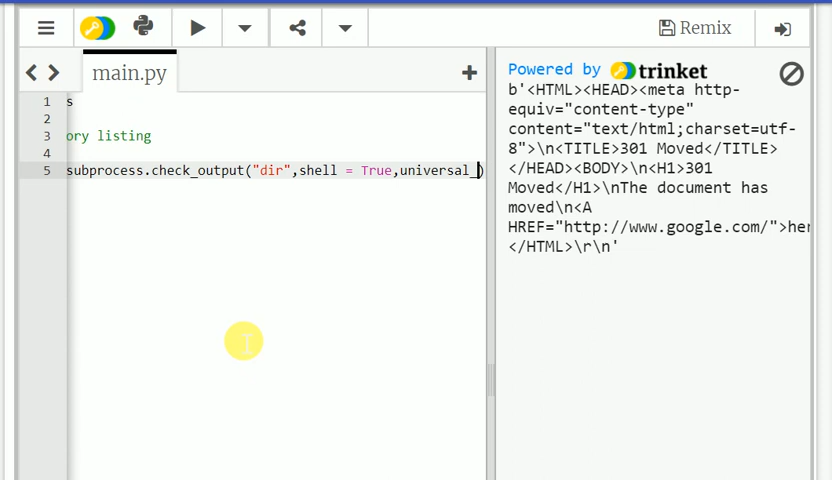 Remix
main.py
1 s
2
3 ory listing
4
5 subprocess.check_output("dir",shell = True,universal_)
Powered by trinket
b'<HTML><HEAD><meta http-
equiv="content-type"
content="text/html;charset=utf-
8">\n<TITLE>301 Moved</TITLE>
</HEAD><BODY>\n<H1>301
Moved</H1>\nThe document has
moved\n<A
HREF="http://www.google.com/">her
</HTML>\r\n'